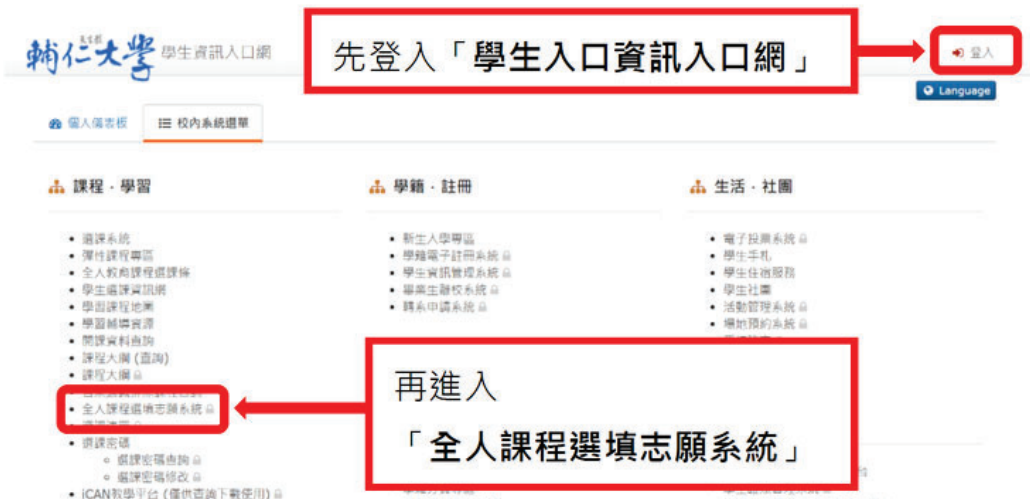 輔仁大學
學生資訊入口網
先登入「學生入口資訊入口網」
登入
Language
個人儀表板
校內系統選單
課程 · 學習
選課系統
彈性課程專區
全人教育課程選課條
學生選課資訊網
學習課程地圖
學習輔導資源
開課資料查詢
課程大綱 (查詢)
課程大綱
全人課程選填志願系統
選課密碼
選課密碼查詢
選課密碼修改
iCAN教學平台 (僅供查詢下載使用)
學籍 · 註冊
新生入學專區
學籍電子註冊系統
學生資訊管理系統
畢業生離校系統
轉系申請系統
生活 · 社團
電子投票系統
學生手札
學生住宿服務
學生社團
活動管理系統
場地預約系統
再進入
「全人課程選填志願系統」